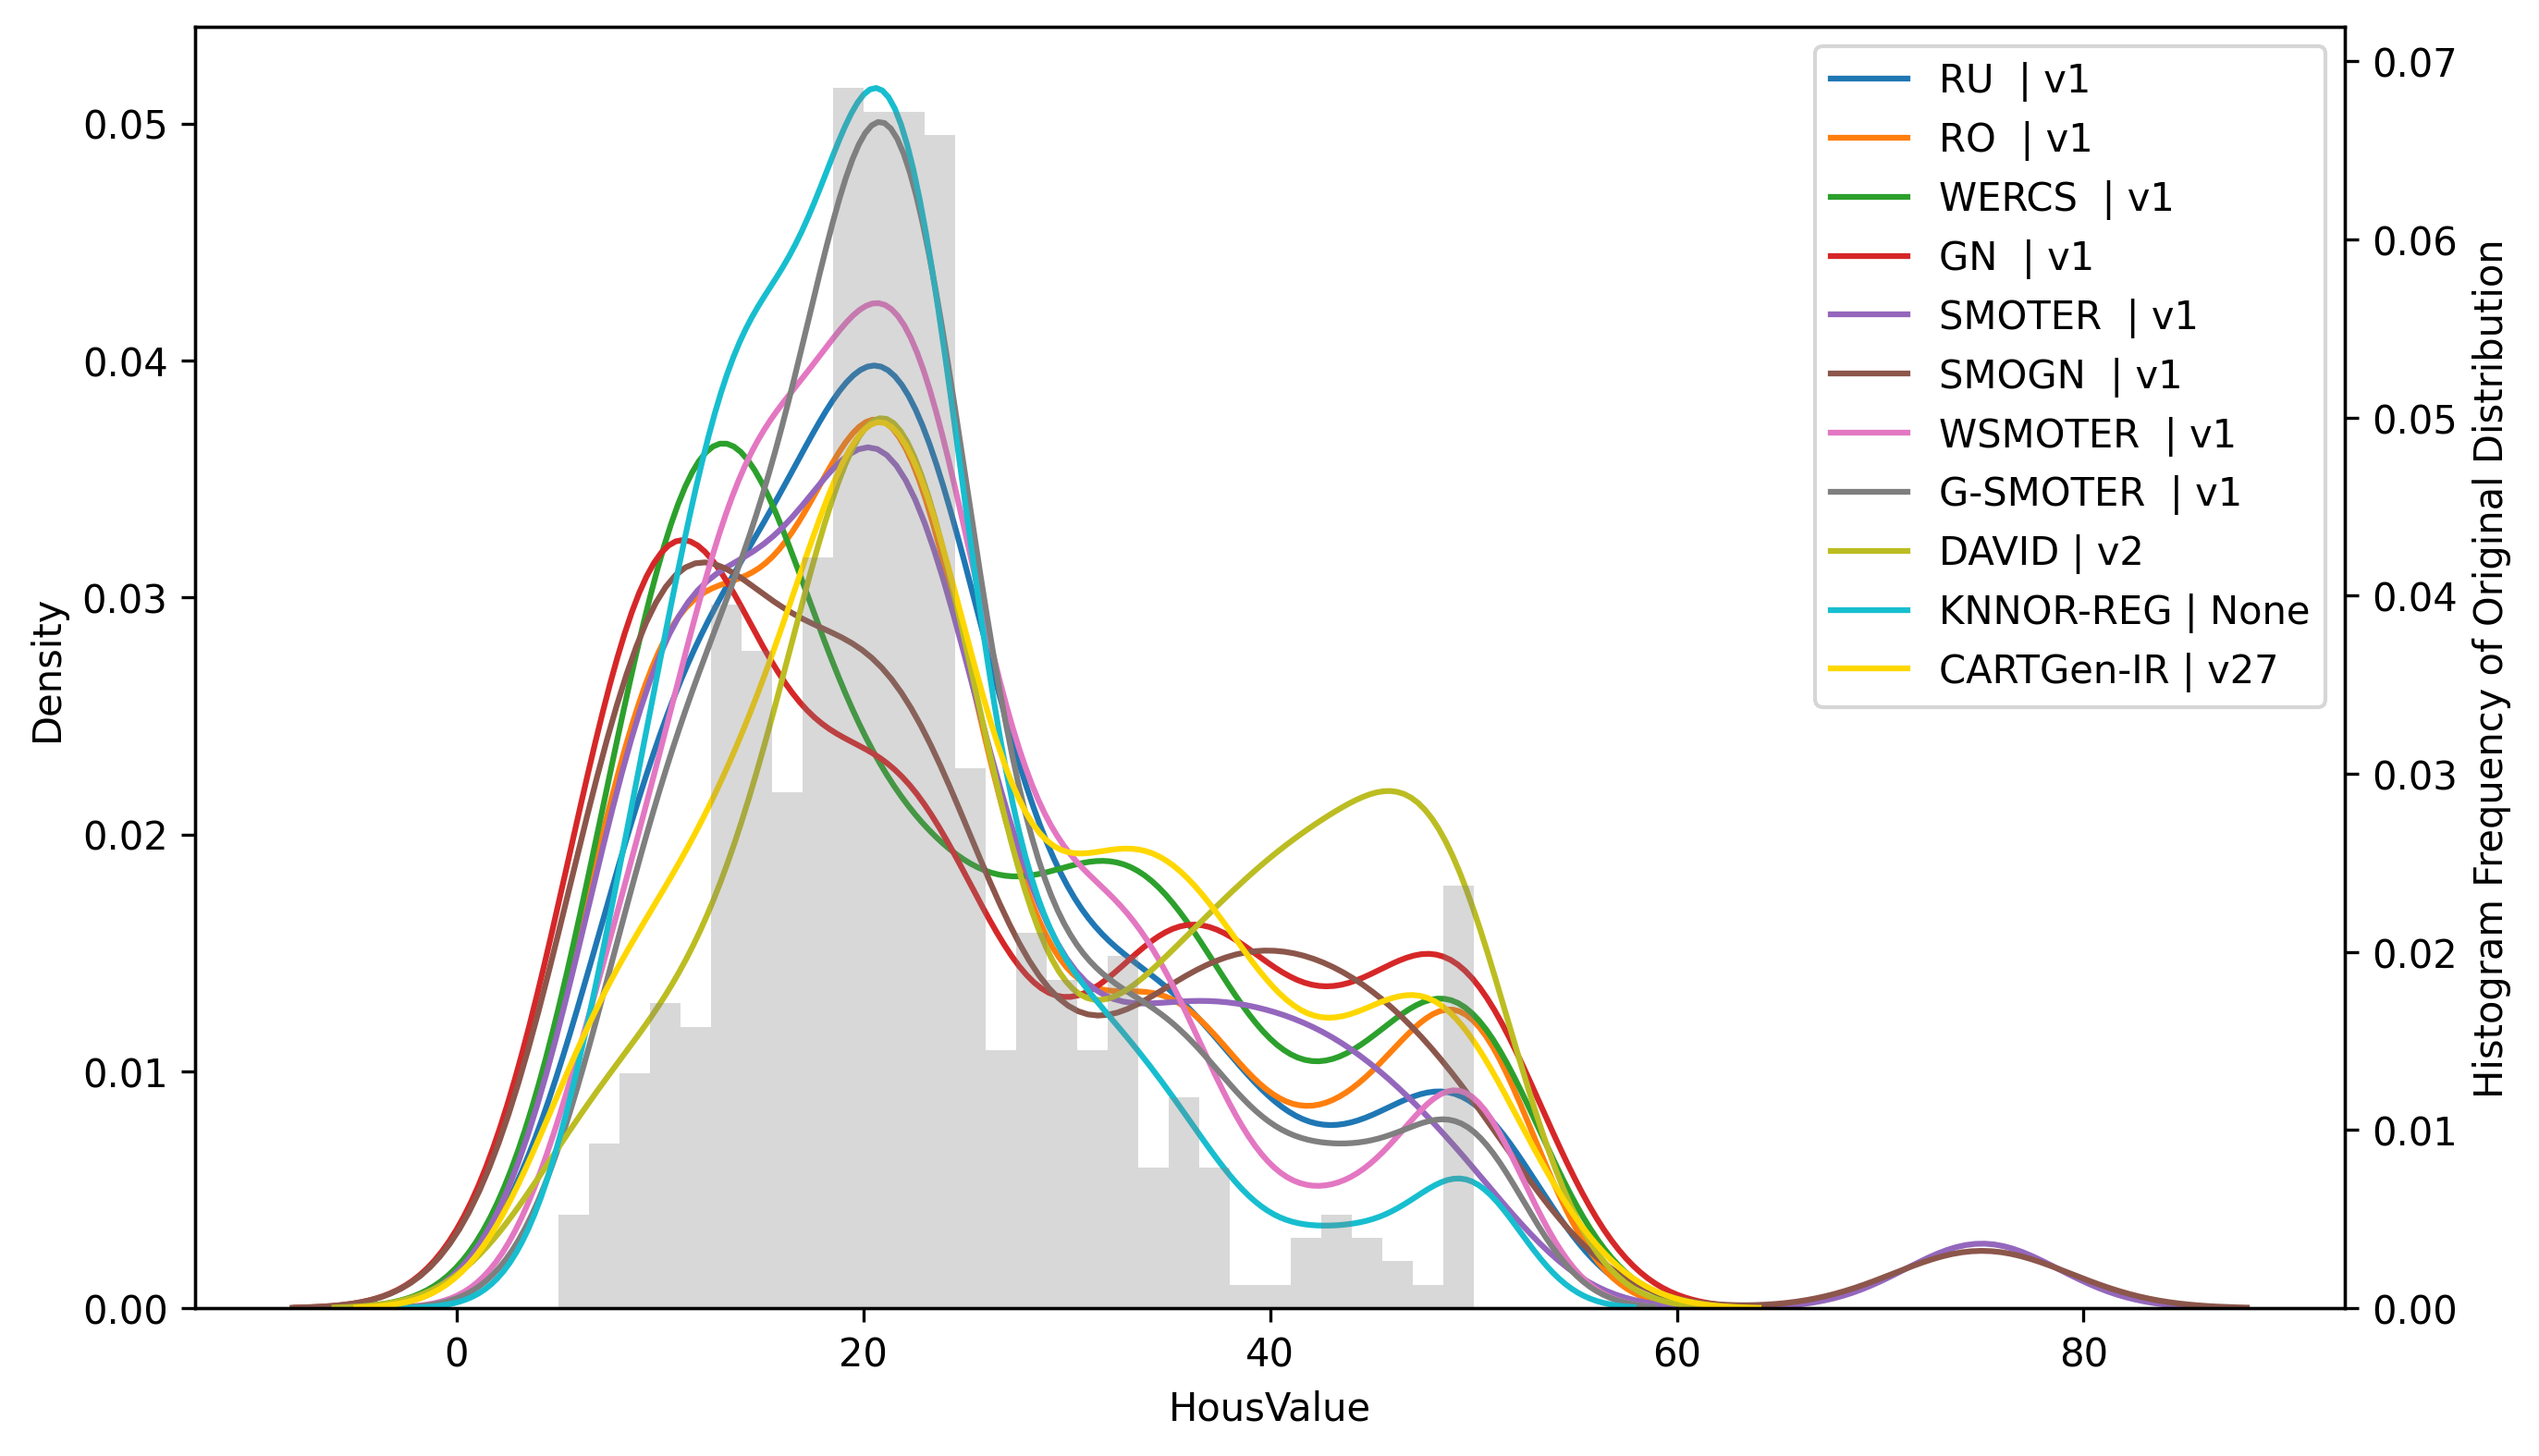 RU | v1
RO | v1
WERCS | v1
GN | v1
SMOTER | v1
SMOGN | v1
WSMOTER | v1
G-SMOTER | v1
DAVID | v2
KNNOR-REG | None
CARTGen-IR | v27
Density
0.05
0.04
0.03
0.02
0.01
0.00
0.07
0.06
0.05
0.04
0.03
0.02
0.01
0.00
Histogram Frequency of Original Distribution
0 20 40 60 80
HousValue